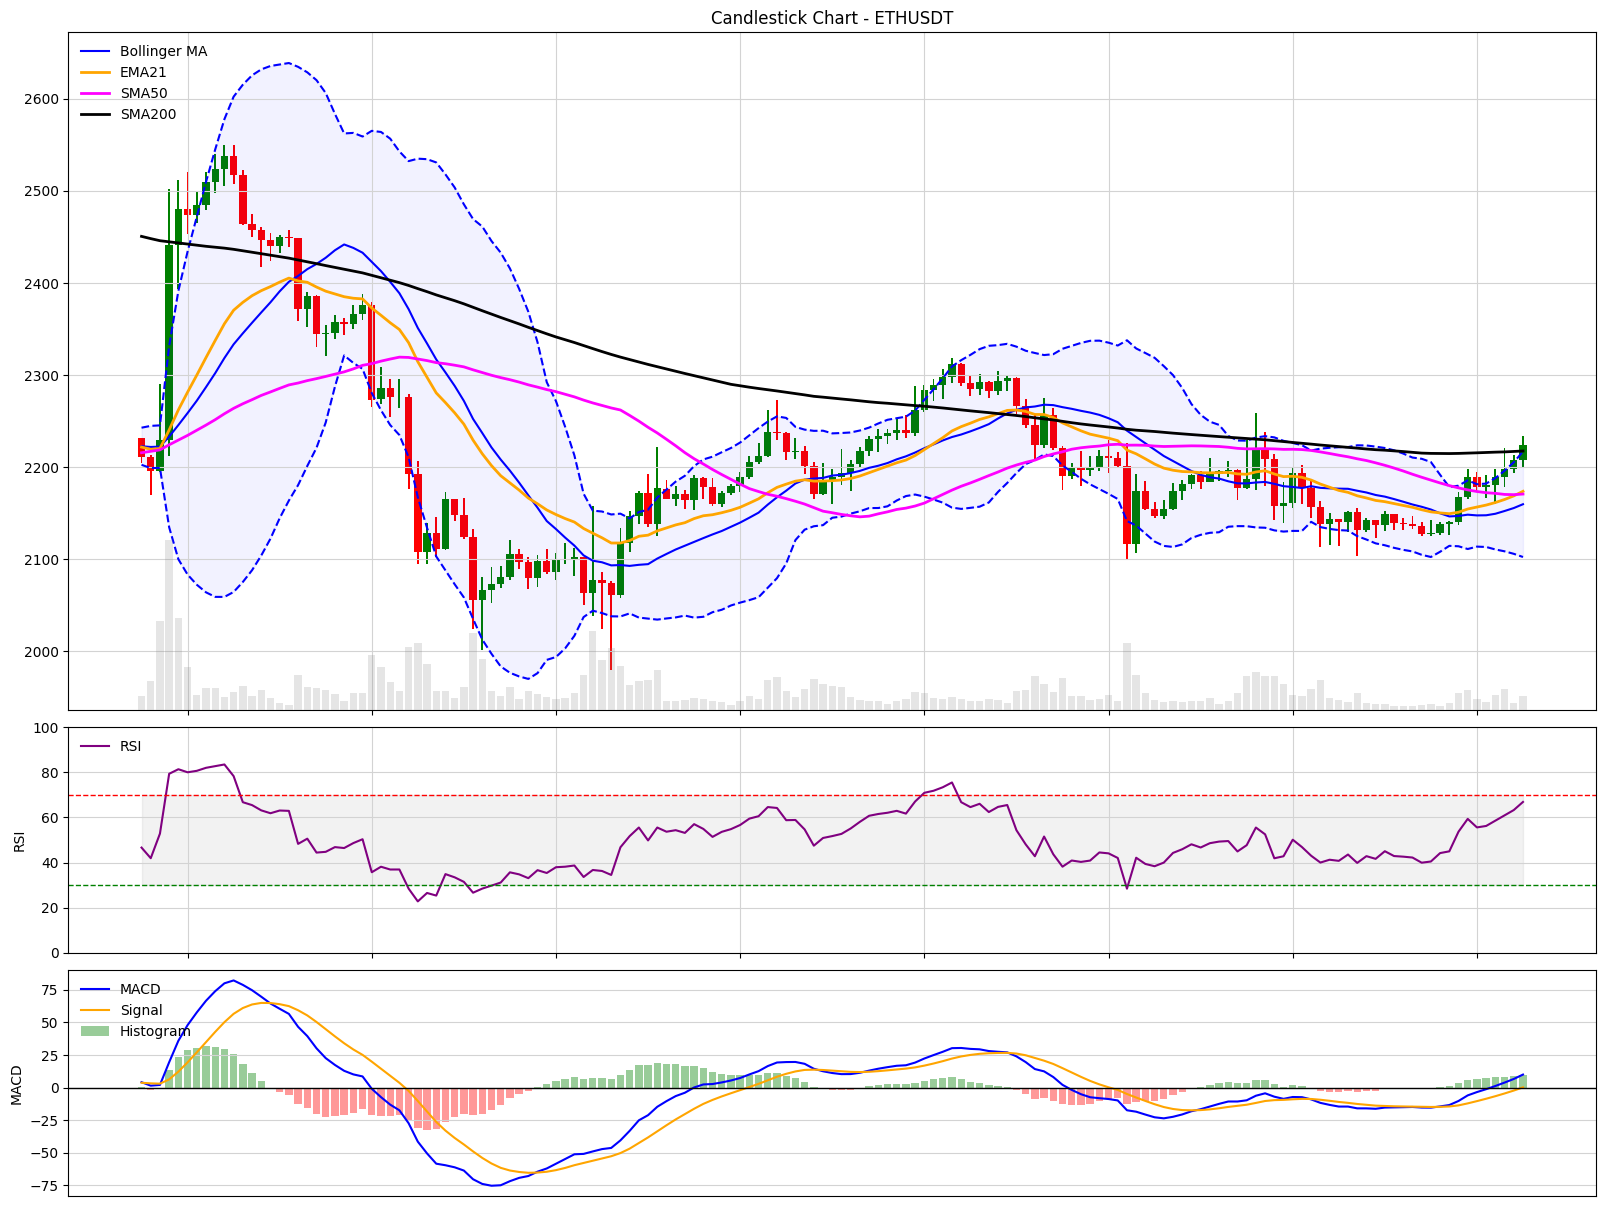 Candlestick Chart - ETHUSDT
Bollinger MA
EMA21
SMA50
SMA200
2600
2500
2400
2300
2200
2100
2000
RSI
100
80
60
40
20
0
RSI
MACD
Signal
Histogram
75
50
25
0
−25
−50
−75
MACD